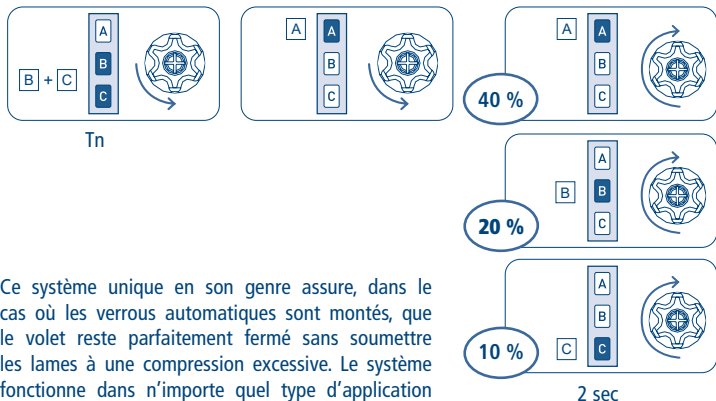 B + C
A
B
C
Tn
A
A
B
C
A
A
B
C
40 %
B
A
B
C
20 %
C
A
B
C
10 %
2 sec
Ce système unique en son genre assure, dans le
cas où les verrous automatiques sont montés, que
le volet reste parfaitement fermé sans soumettre
les lames à une compression excessive. Le système
fonctionne dans n’importe quel type d’application